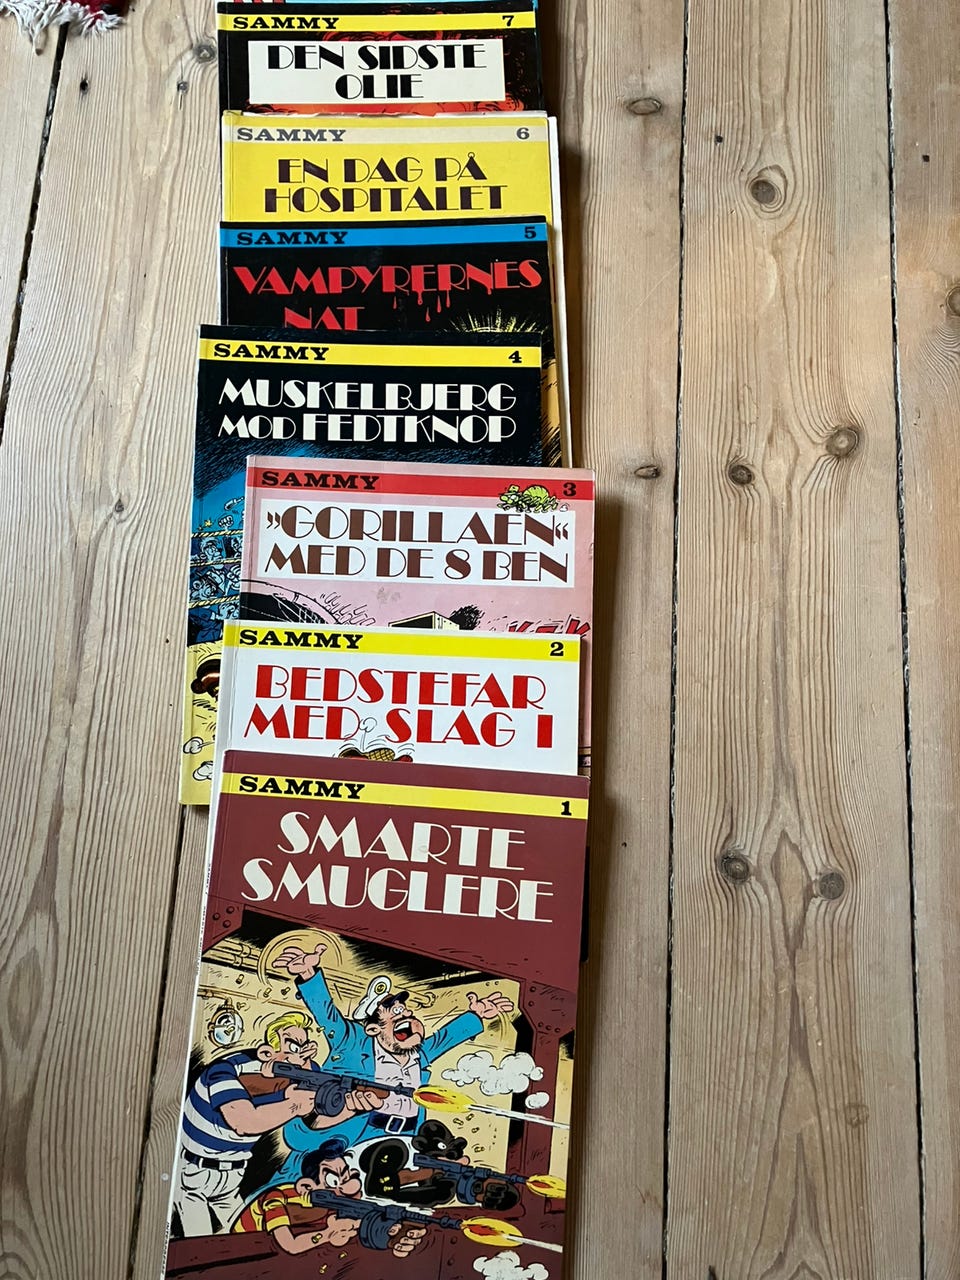 SAMMY 7
DEN SIDSTE
OLIE
SAMMY 6
EN DAG PÅ
HOSPITALET
SAMMY 5
VAMPYRERNES
NAT
SAMMY 4
MUSKELBJERG
MOD FEDTKNOP
SAMMY 3
»GORILLAEN«
MED DE 8 BEN
SAMMY 2
BEDSTEFAR
MED SLAG I
SAMMY 1
SMARTE
SMUGLERE